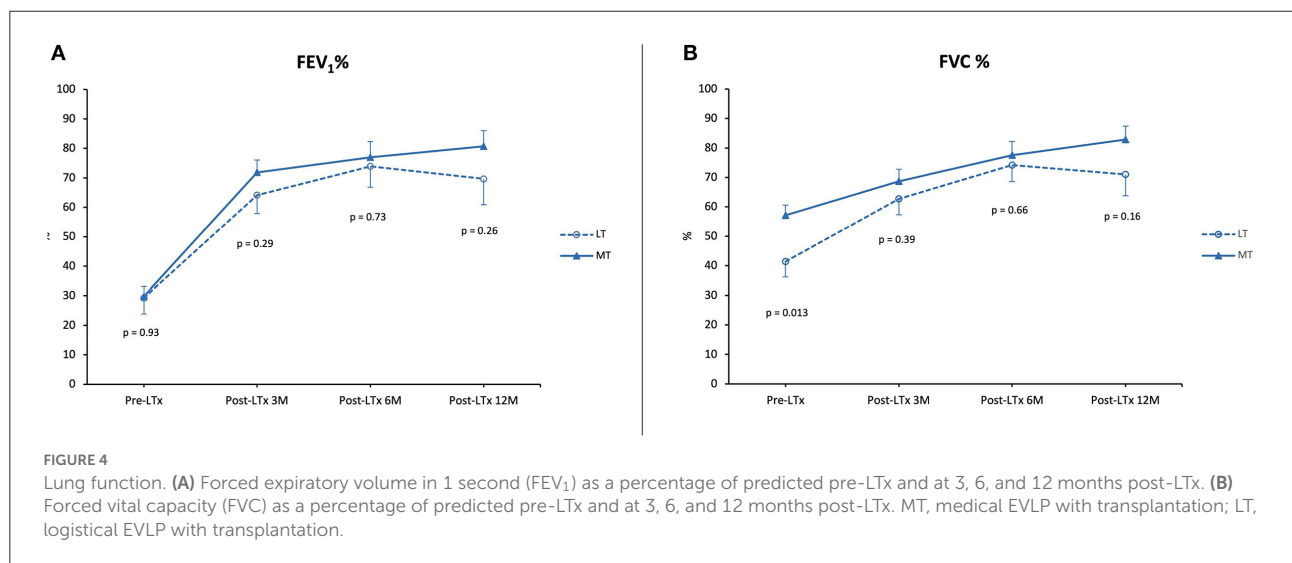 A
FEV₁%
100
90
80
70
60
50
40
30
20
10
0
p = 0.93
p = 0.29
p = 0.73
p = 0.26
LT
MT
Pre-LTx Post-LTx 3M Post-LTx 6M Post-LTx 12M
B
FVC %
100
90
80
70
60
50
40
30
20
10
0
%
p = 0.013
p = 0.39
p = 0.66
p = 0.16
LT
MT
Pre-LTx Post-LTx 3M Post-LTx 6M Post-LTx 12M
FIGURE 4
Lung function. (A) Forced expiratory volume in 1 second (FEV₁) as a percentage of predicted pre-LTx and at 3, 6, and 12 months post-LTx. (B)
Forced vital capacity (FVC) as a percentage of predicted pre-LTx and at 3, 6, and 12 months post-LTx. MT, medical EVLP with transplantation; LT,
logistical EVLP with transplantation.